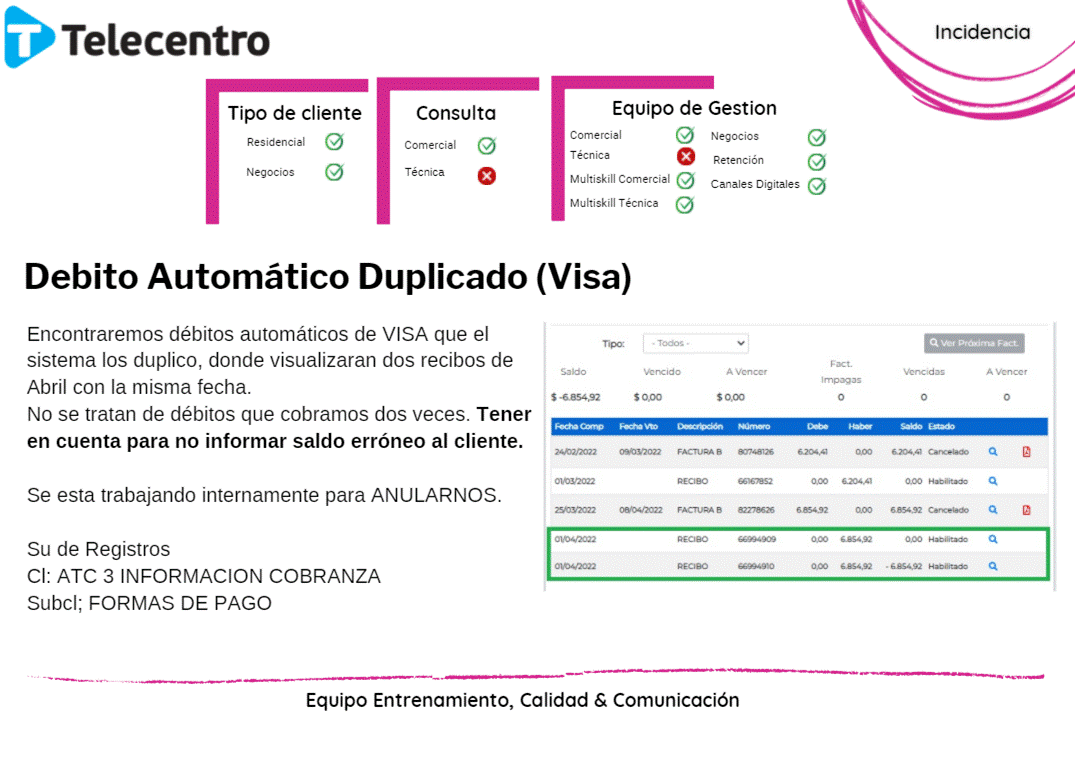 Telecentro
Incidencia
Tipo de cliente
Residencial
Negocios
Consulta
Comercial
Técnica
Equipo de Gestion
Comercial
Técnica
Multiskill Comercial
Multiskill Técnica
Negocios
Retención
Canales Digitales
Debito Automático Duplicado (Visa)
Encontraremos débitos automáticos de VISA que el
sistema los duplico, donde visualizaran dos recibos de
Abril con la misma fecha.
No se tratan de débitos que cobramos dos veces. Tener
en cuenta para no informar saldo erróneo al cliente.
Se esta trabajando internamente para ANULARNOS.
Su de Registros
Cl: ATC 3 INFORMACION COBRANZA
Subcl; FORMAS DE PAGO
Tipo: - Todos - Ver Próxima Fact.
Saldo Vencido A Vencer Fact. Impagas Vencidas A Vencer
$ -6.854,92 $ 0,00 $ 0,00 0 0 0
Fecha Comp Fecha Vto Descripción Número Debe Haber Saldo Estado
24/02/2022 09/03/2022 FACTURA B 80748126 6.204,41 0,00 6.204,41 Cancelado
01/03/2022 RECIBO 66167852 0,00 6.204,41 0,00 Habilitado
25/03/2022 08/04/2022 FACTURA B 82278626 6.854,92 0,00 6.854,92 Cancelado
01/04/2022 RECIBO 66994909 0,00 6.854,92 0,00 Habilitado
01/04/2022 RECIBO 66994910 0,00 6.854,92 - 6.854,92 Habilitado
Equipo Entrenamiento, Calidad & Comunicación